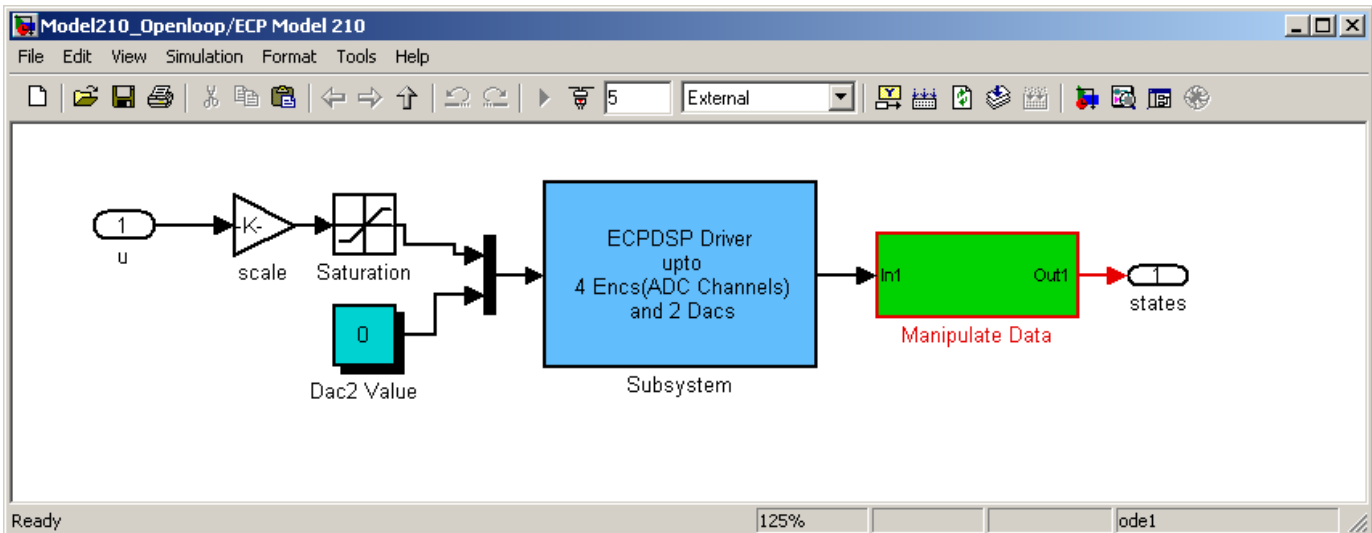 Model210_Openloop/ECP Model 210
File Edit View Simulation Format Tools Help
5 External
1
u
-K-
scale
Saturation
0
Dac2 Value
ECPDSP Driver
upto
4 Encs(ADC Channels)
and 2 Dacs
Subsystem
In1 Out1
Manipulate Data
1
states
Ready 125% ode1